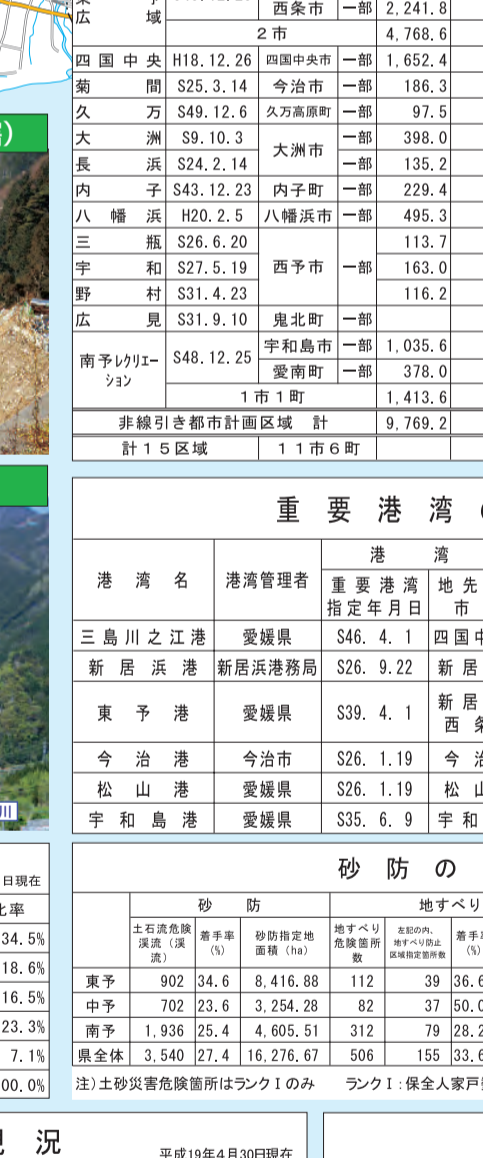 広 域 西条市 一部 2,241.8
2市 4,768.6
四国中央 H18.12.26 四国中央市 一部 1,652.4
菊間 S25.3.14 今治市 一部 186.3
久万 S49.12.6 久万高原町 一部 97.5
大洲 S9.10.3 大洲市 一部 398.0
長浜 S24.2.14 一部 135.2
内子 S43.12.23 内子町 一部 229.4
八幡浜 H20.2.5 八幡浜市 一部 495.3
三瓶 S26.6.20 西予市 一部 113.7
宇和 S27.5.19 163.0
野村 S31.4.23 116.2
広見 S31.9.10 鬼北町 一部
南予レクリエーション S48.12.25 宇和島市 一部 1,035.6
愛南町 一部 378.0
1市1町 1,413.6
非線引き都市計画区域 計 9,769.2
計15区域 11市6町
重要港湾
港湾名 港湾管理者 港湾
重要港湾指定年月日 地先市
三島川之江港 愛媛県 S46. 4. 1 四国中
新居浜港 新居浜港務局 S26. 9.22 新居
東予港 愛媛県 S39. 4. 1 新居
西条
今治港 今治市 S26. 1.19 今治
松山港 愛媛県 S26. 1.19 松山
宇和島港 愛媛県 S35. 6. 9 宇和
川
日現在
比率
34.5%
18.6%
16.5%
23.3%
7.1%
00.0%
砂防の
砂防 地すべり
土石流危険渓流（渓流） 着手率(%) 砂防指定地面積（ha） 地すべり危険箇所数 左記の内、地すべり防止区域指定箇所数 着手率(%)
東予 902 34.6 8,416.88 112 39 36.6
中予 702 23.6 3,254.28 82 37 50.0
南予 1,936 25.4 4,605.51 312 79 28.2
県全体 3,540 27.4 16,276.67 506 155 33.6
注）土砂災害危険箇所はランクⅠのみ ランクⅠ：保全人家戸
況 平成19年4月30日現在